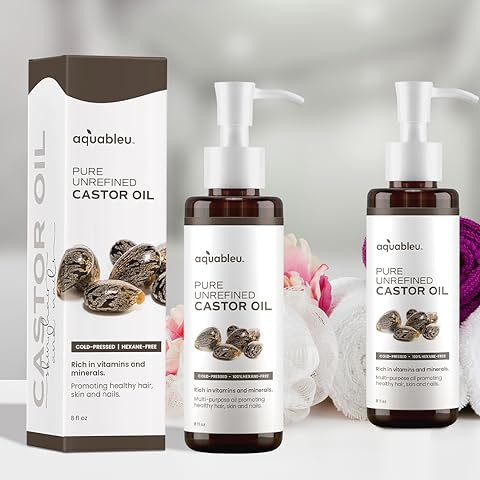 CASTOR OIL
aquableu
PURE
UNREFINED
CASTOR OIL
COLD-PRESSED | HEXANE-FREE
Rich in vitamins and
minerals.
Promoting healthy hair,
skin and nails.
8 fl oz
aquableu.
PURE
UNREFINED
CASTOR OIL
COLD-PRESSED • 100% HEXANE-FREE
Rich in vitamins and minerals.
Multi-purpose oil promoting
healthy hair, skin and nails.
8 fl oz
aquableu.
PURE
UNREFINED
CASTOR OIL
COLD-PRESSED • 100% HEXANE-FREE
Rich in vitamins and minerals.
Multi-purpose oil promoting
healthy hair, skin and nails.
8 fl oz